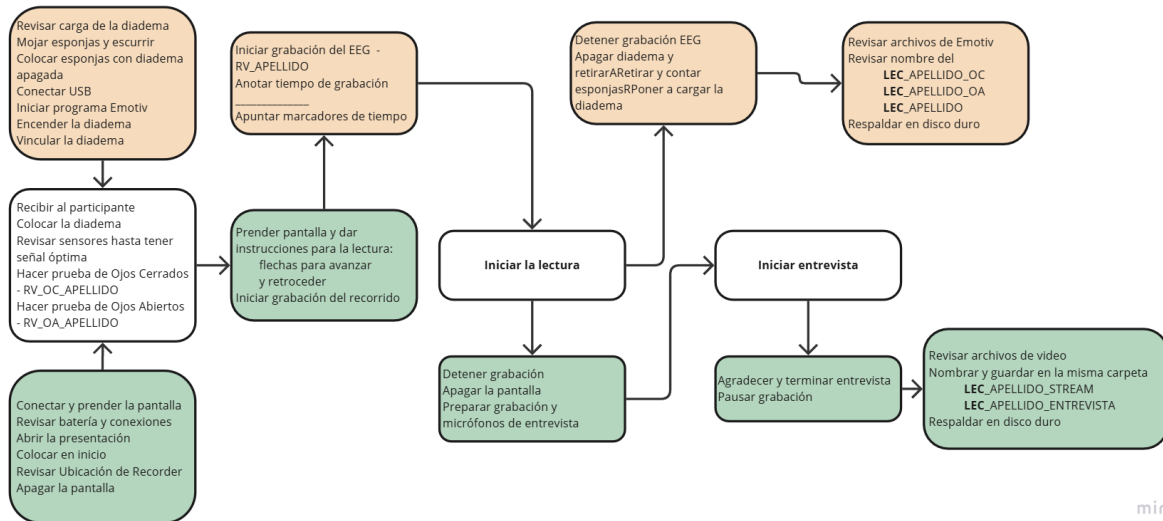 Revisar carga de la diadema
Mojar esponjas y escurrir
Colocar esponjas con diadema
apagada
Conectar USB
Iniciar programa Emotiv
Encender la diadema
Vincular la diadema
Recibir al participante
Colocar la diadema
Revisar sensores hasta tener
señal óptima
Hacer prueba de Ojos Cerrados
- RV_OC_APELLIDO
Hacer prueba de Ojos Abiertos
- RV_OA_APELLIDO
Conectar y prender la pantalla
Revisar batería y conexiones
Abrir la presentación
Colocar en inicio
Revisar Ubicación de Recorder
Apagar la pantalla
Iniciar grabación del EEG -
RV_APELLIDO
Anotar tiempo de grabación
______________
Apuntar marcadores de tiempo
Prender pantalla y dar
instrucciones para la lectura:
flechas para avanzar
y retroceder
Iniciar grabación del recorrido
Iniciar la lectura
Detener grabación
Apagar la pantalla
Preparar grabación y
micrófonos de entrevista
Detener grabación EEG
Apagar diadema y
retirarARetirar y contar
esponjasRPoner a cargar la
diadema
Iniciar entrevista
Agradecer y terminar entrevista
Pausar grabación
Revisar archivos de Emotiv
Revisar nombre del
LEC_APELLIDO_OC
LEC_APELLIDO_OA
LEC_APELLIDO
Respaldar en disco duro
Revisar archivos de video
Nombrar y guardar en la misma carpeta
LEC_APELLIDO_STREAM
LEC_APELLIDO_ENTREVISTA
Respaldar en disco duro